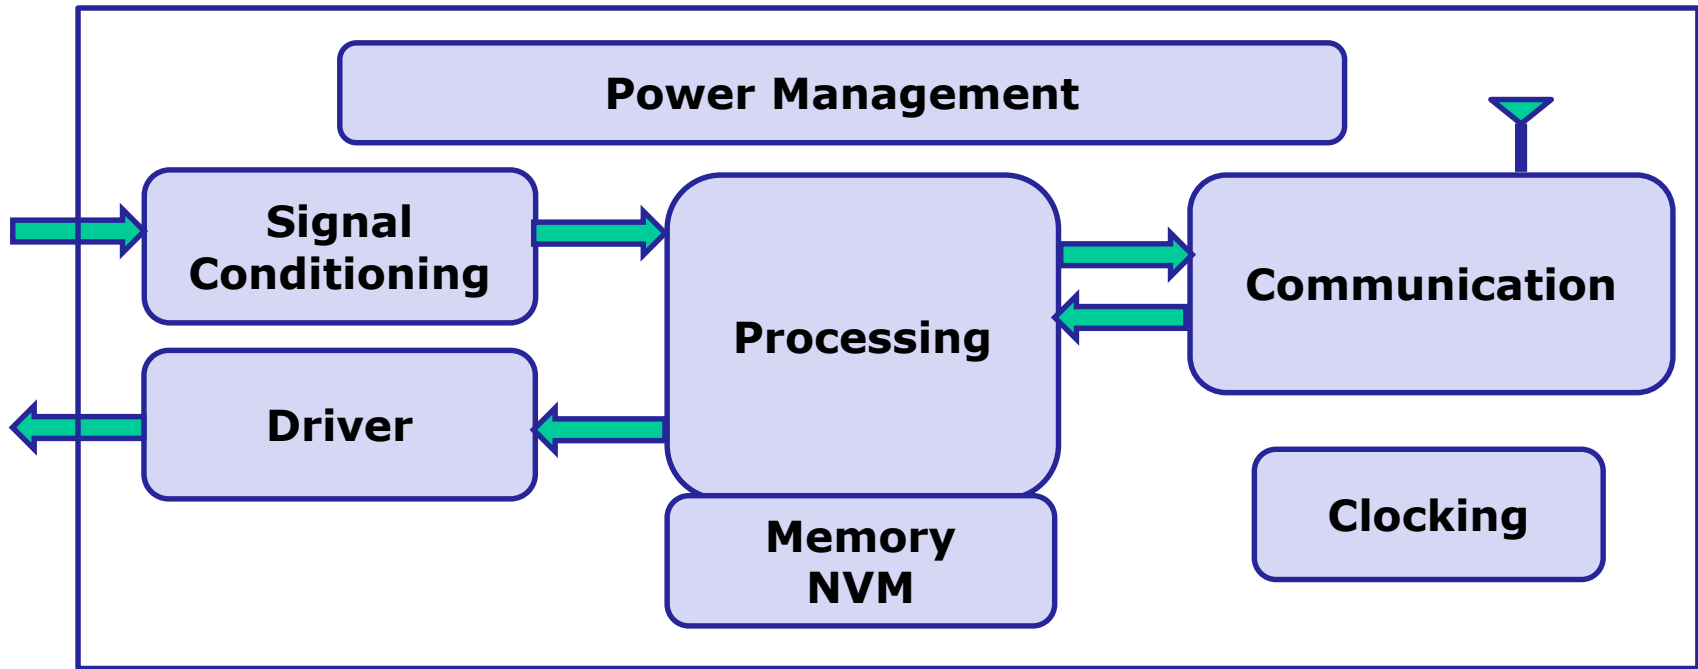 Power Management
Signal
Conditioning
Processing
Communication
Driver
Clocking
Memory
NVM